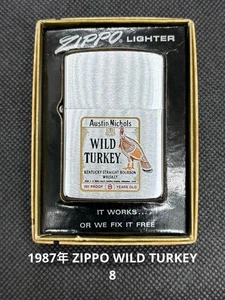 ZIPPO LIGHTER
Austin Nichols
WILD
TURKEY
KENTUCKY STRAIGHT BOURBON
WHISKEY
101 PROOF 8 YEARS OLD
IT WORKS...
OR WE FIX IT FREE
1987年 ZIPPO WILD TURKEY
8